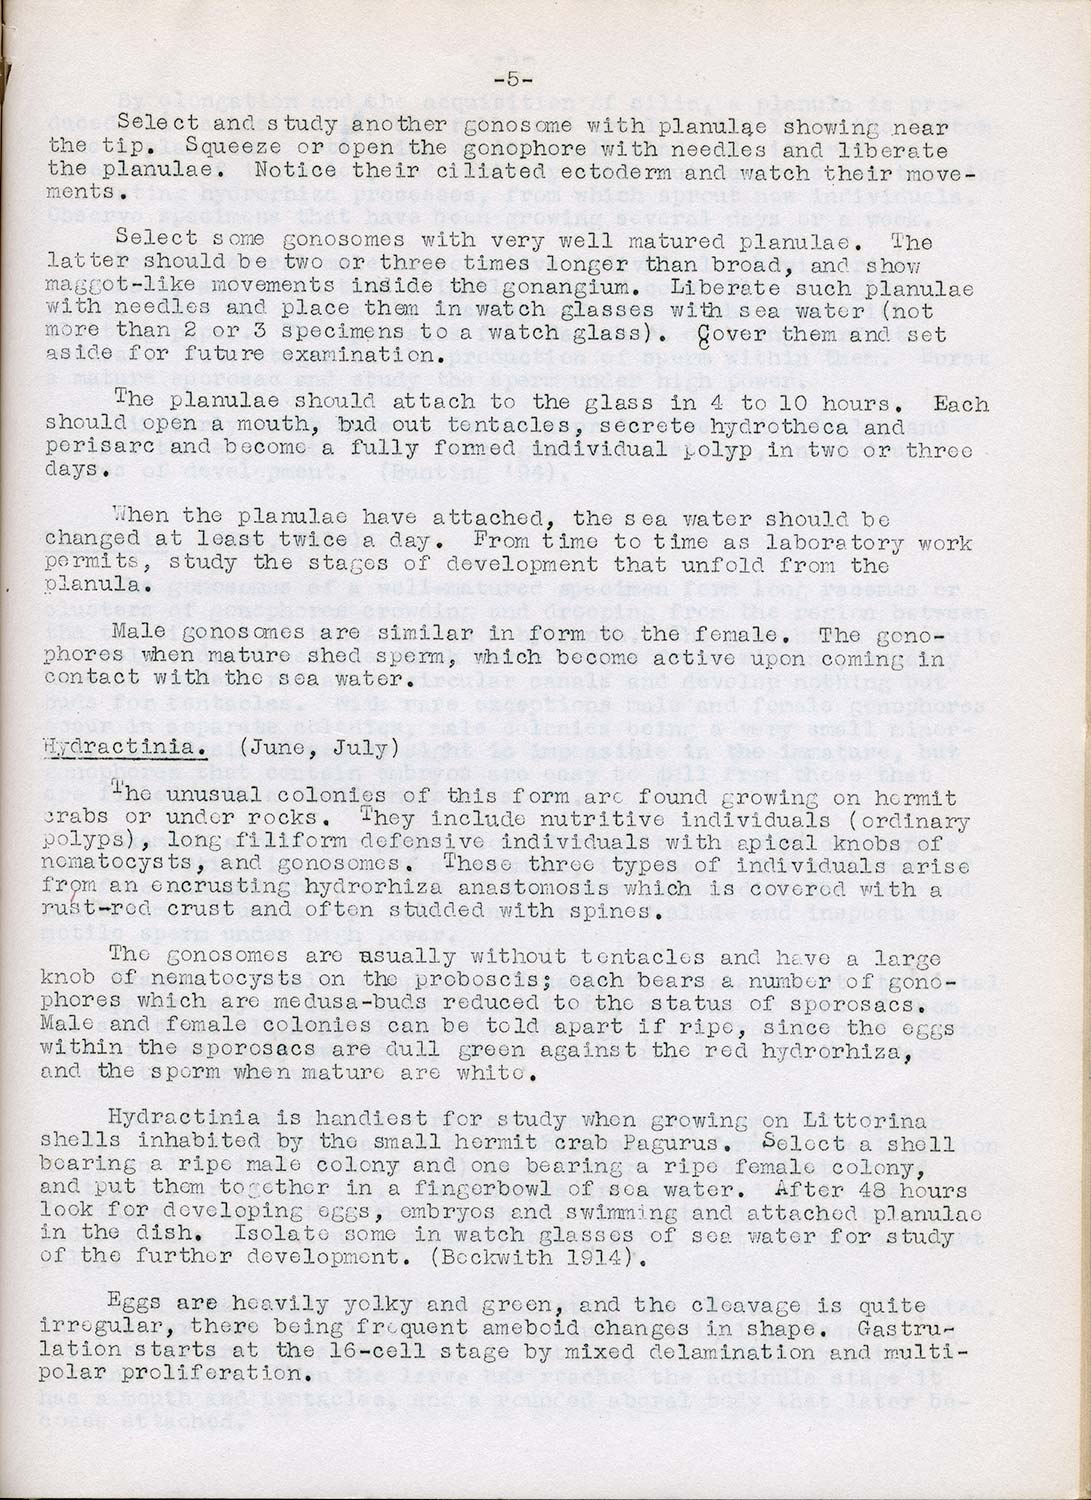 -5-
Select and study another gonosome with planulae showing near
the tip. Squeeze or open the gonophore with needles and liberate
the planulae. Notice their ciliated ectoderm and watch their move-
ments.
Select some gonosomes with very well matured planulae. The
latter should be two or three times longer than broad, and show
maggot-like movements inside the gonangium. Liberate such planulae
with needles and place them in watch glasses with sea water (not
more than 2 or 3 specimens to a watch glass). Cover them and set
aside for future examination.
The planulae should attach to the glass in 4 to 10 hours. Each
should open a mouth, bud out tentacles, secrete hydrotheca and
perisarc and become a fully formed individual polyp in two or three
days.
When the planulae have attached, the sea water should be
changed at least twice a day. From time to time as laboratory work
permits, study the stages of development that unfold from the
planula.
Male gonosomes are similar in form to the female. The gono-
phores when mature shed sperm, which become active upon coming in
contact with the sea water.
Hydractinia. (June, July)
The unusual colonies of this form are found growing on hermit
crabs or under rocks. They include nutritive individuals (ordinary
polyps), long filiform defensive individuals with apical knobs of
nematocysts, and gonosomes. These three types of individuals arise
from an encrusting hydrorhiza anastomosis which is covered with a
rust-red crust and often studded with spines.
The gonosomes are usually without tentacles and have a large
knob of nematocysts on the proboscis; each bears a number of gono-
phores which are medusa-buds reduced to the status of sporosacs.
Male and female colonies can be told apart if ripe, since the eggs
within the sporosacs are dull green against the red hydrorhiza,
and the sperm when mature are white.
Hydractinia is handiest for study when growing on Littorina
shells inhabited by the small hermit crab Pagurus. Select a shell
bearing a ripe male colony and one bearing a ripe female colony,
and put them together in a fingerbowl of sea water. After 48 hours
look for developing eggs, embryos and swimming and attached planulae
in the dish. Isolate some in watch glasses of sea water for study
of the further development. (Beckwith 1914).
Eggs are heavily yolky and green, and the cleavage is quite
irregular, there being frequent ameboid changes in shape. Gastru-
lation starts at the 16-cell stage by mixed delamination and multi-
polar proliferation.